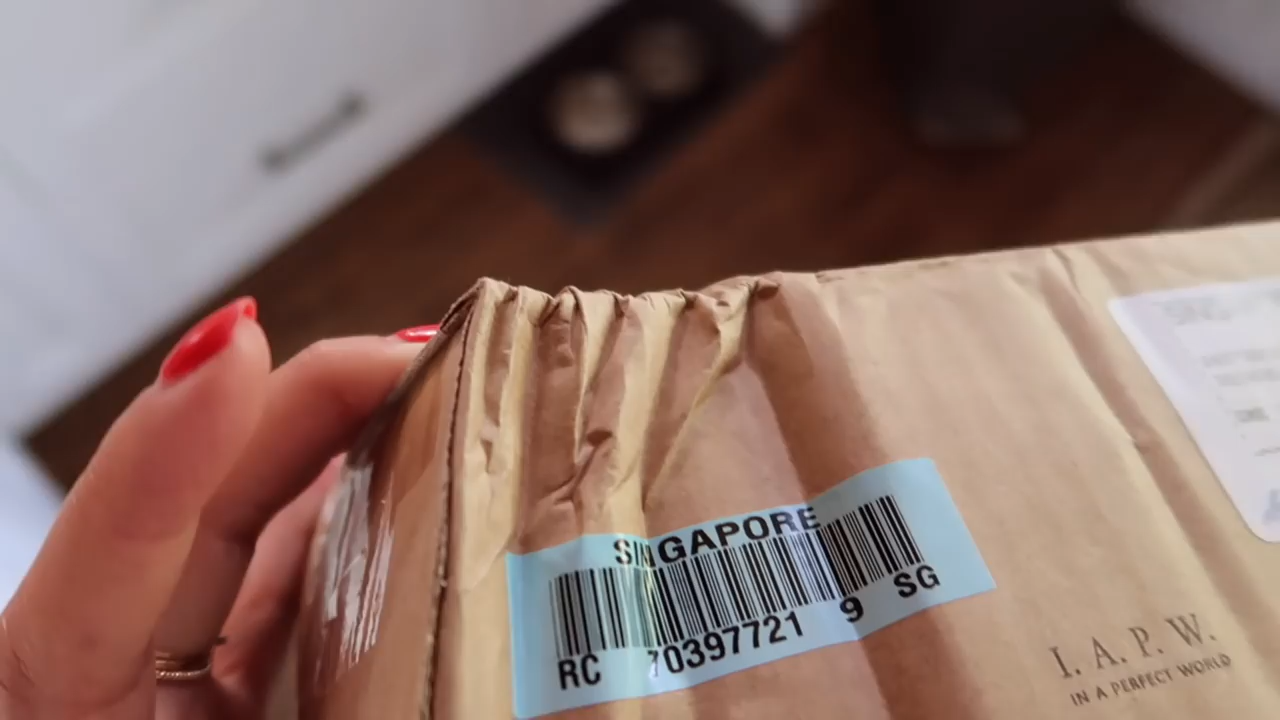 SINGAPORE
RC 70397721 9 SG
I. A. P. W.
IN A PERFECT WORLD